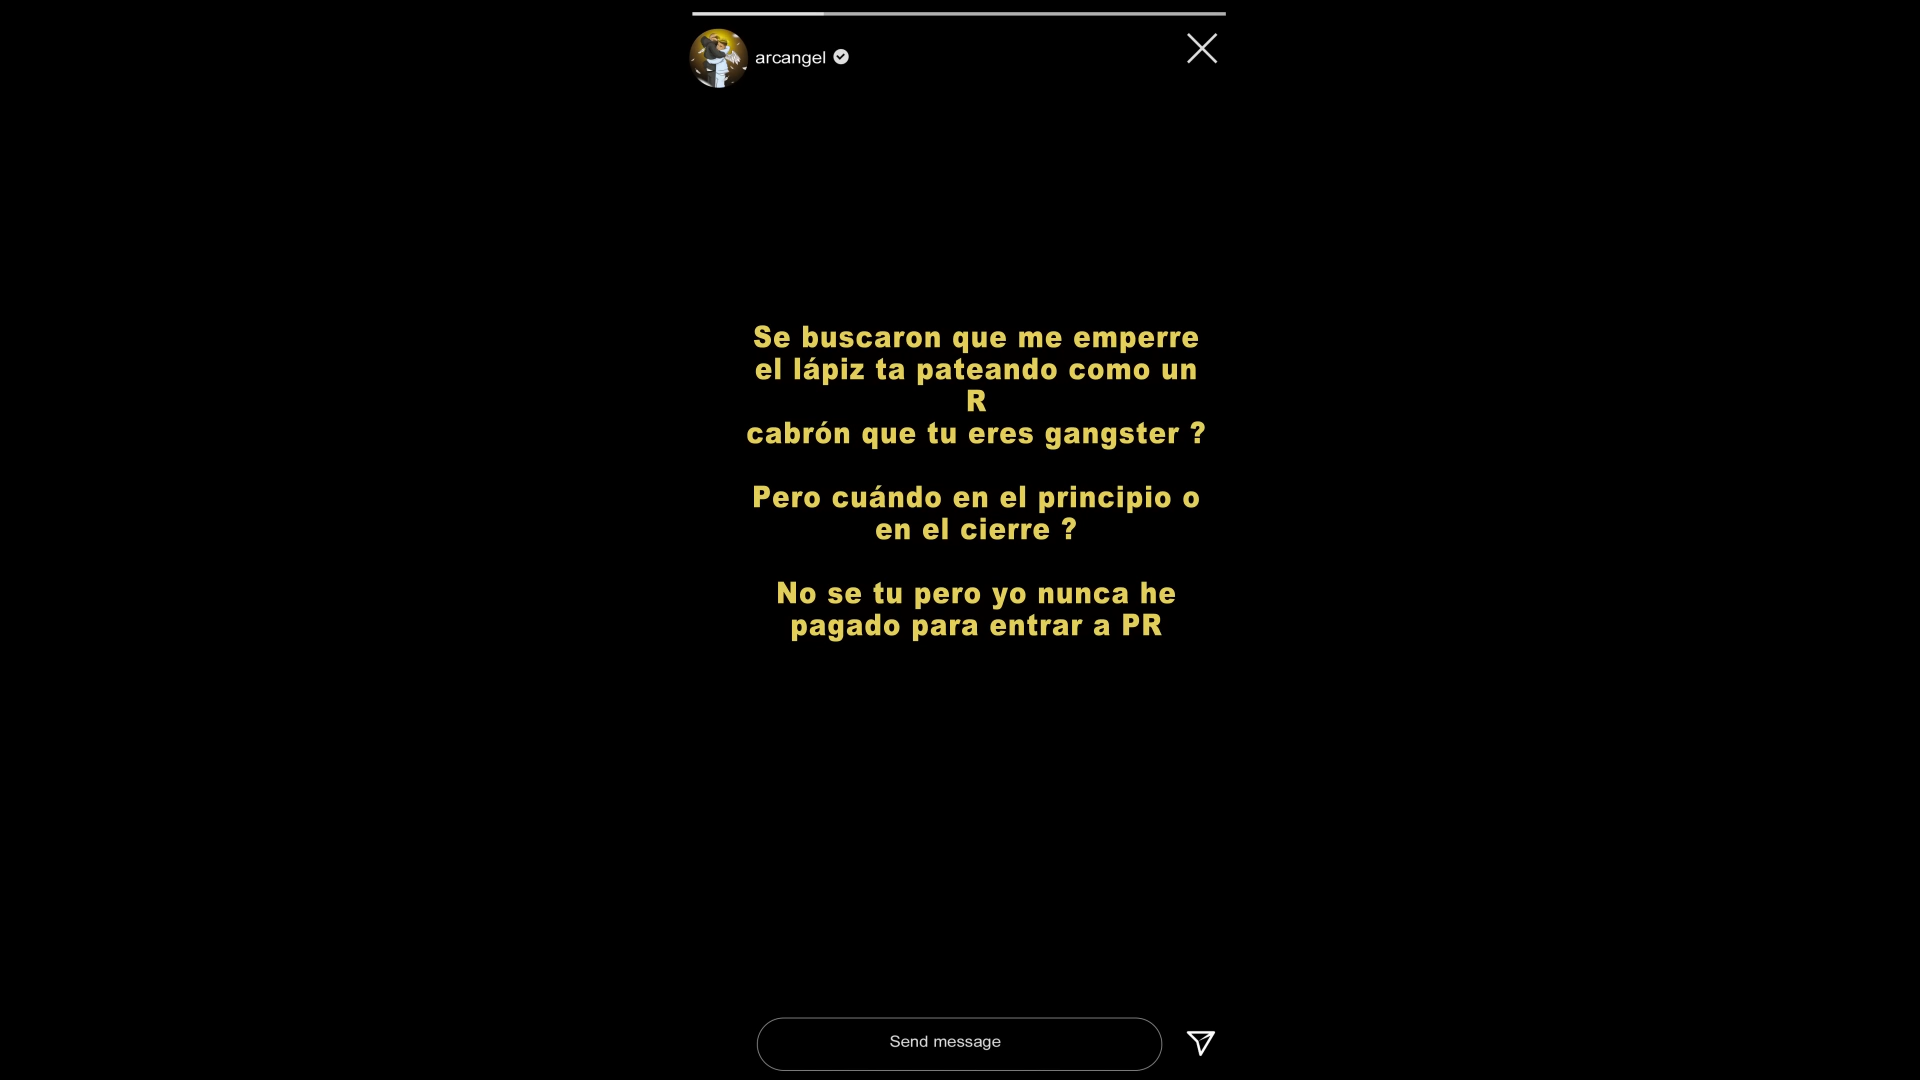 arcangel
Se buscaron que me emperre
el lápiz ta pateando como un
R
cabrón que tu eres gangster ?
Pero cuándo en el principio o
en el cierre ?
No se tu pero yo nunca he
pagado para entrar a PR
Send message